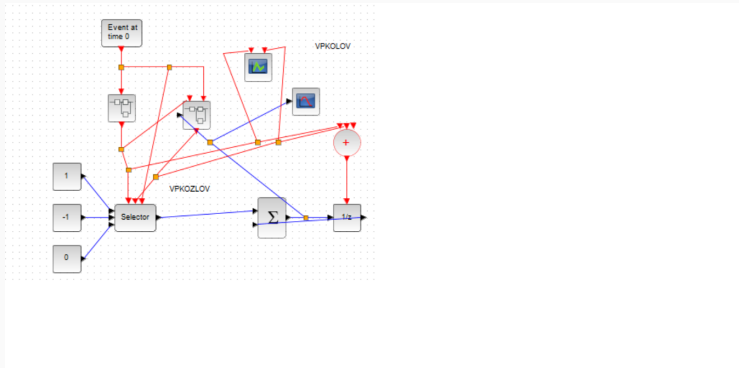 Event at
time 0
VPKOLOV
+
1
VPKOZLOV
-1
Selector
Σ
1/z
0